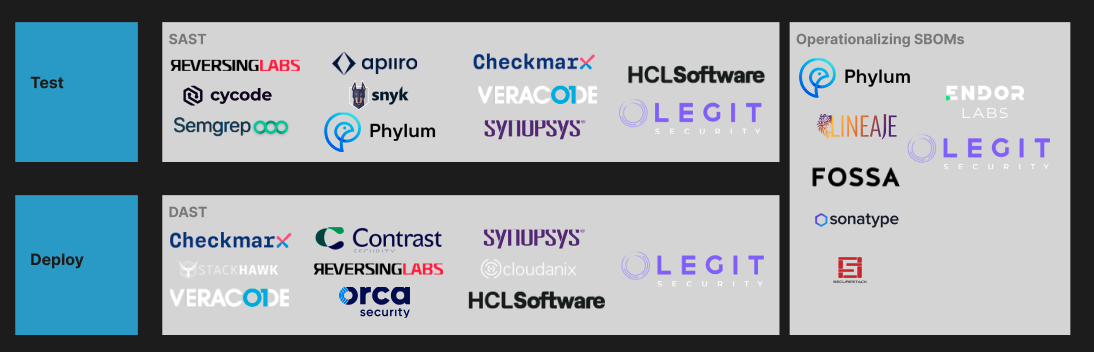 Test
SAST
REVERSINGLABS
cycode
Semgrep
apiiro
snyk
Phylum
Checkmarx
VERACODE
SYNOPSYS®
HCLSoftware
LEGIT
SECURITY
Operationalizing SBOMs
Phylum
LINEAJE
FOSSA
sonatype
SECURESTACK
ENDOR
LABS
LEGIT
SECURITY
Deploy
DAST
Checkmarx
STACKHAWK
VERACODE
Contrast
SECURITY
REVERSINGLABS
orca
security
SYNOPSYS®
cloudanix
HCLSoftware
LEGIT
SECURITY